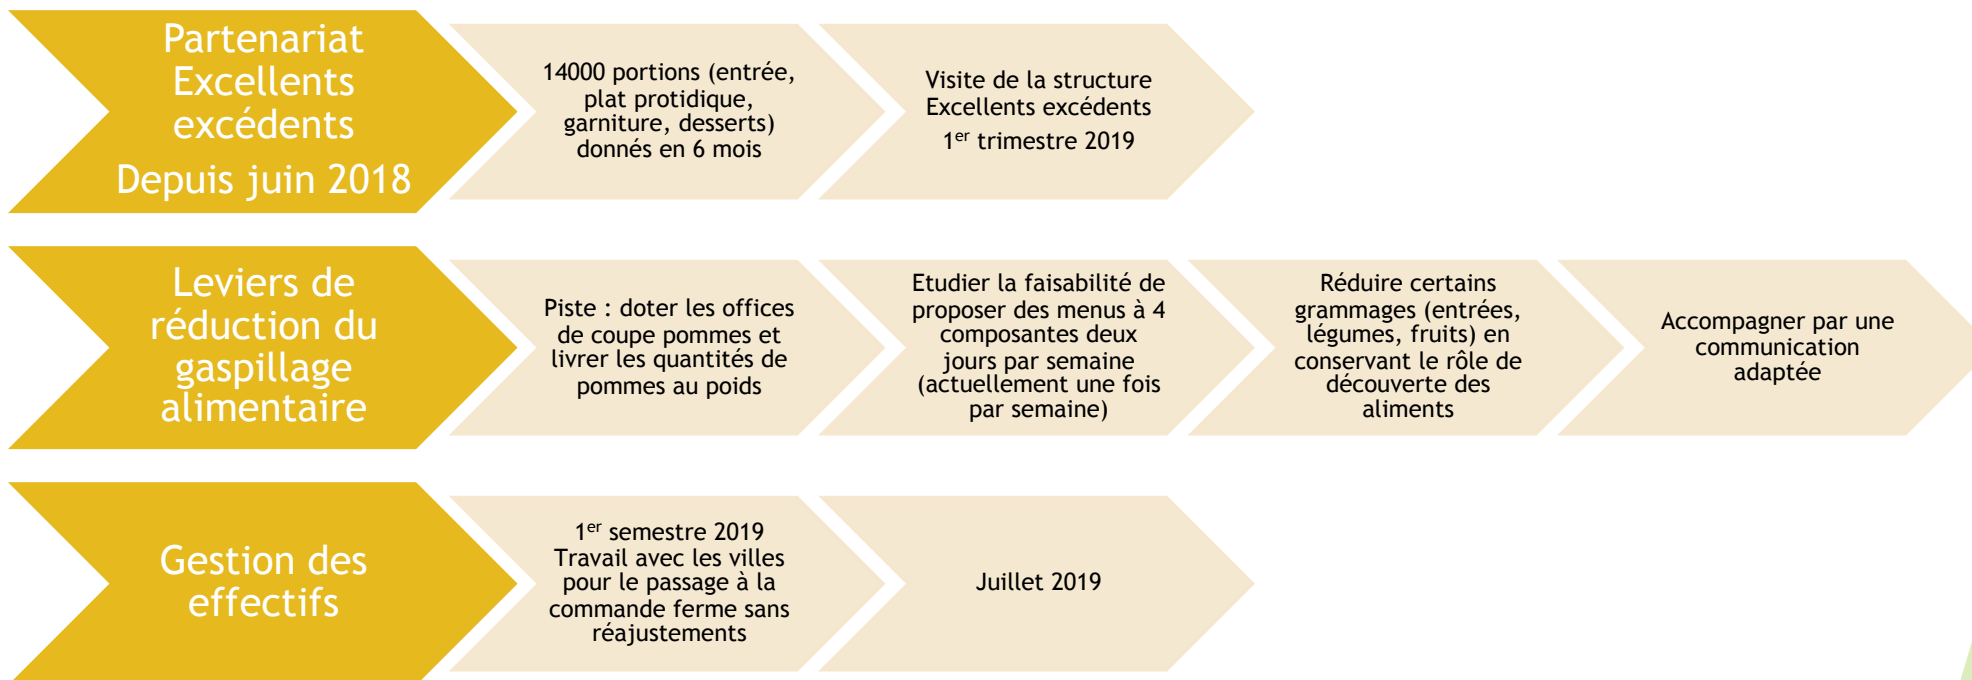 Partenariat
Excellents
excédents
Depuis juin 2018
14000 portions (entrée,
plat protidique,
garniture, desserts)
donnés en 6 mois
Visite de la structure
Excellents excédents
1er trimestre 2019
Leviers de
réduction du
gaspillage
alimentaire
Piste : doter les offices
de coupe pommes et
livrer les quantités de
pommes au poids
Etudier la faisabilité de
proposer des menus à 4
composantes deux
jours par semaine
(actuellement une fois
par semaine)
Réduire certains
grammages (entrées,
légumes, fruits) en
conservant le rôle de
découverte des
aliments
Accompagner par une
communication
adaptée
Gestion des
effectifs
1er semestre 2019
Travail avec les villes
pour le passage à la
commande ferme sans
réajustements
Juillet 2019